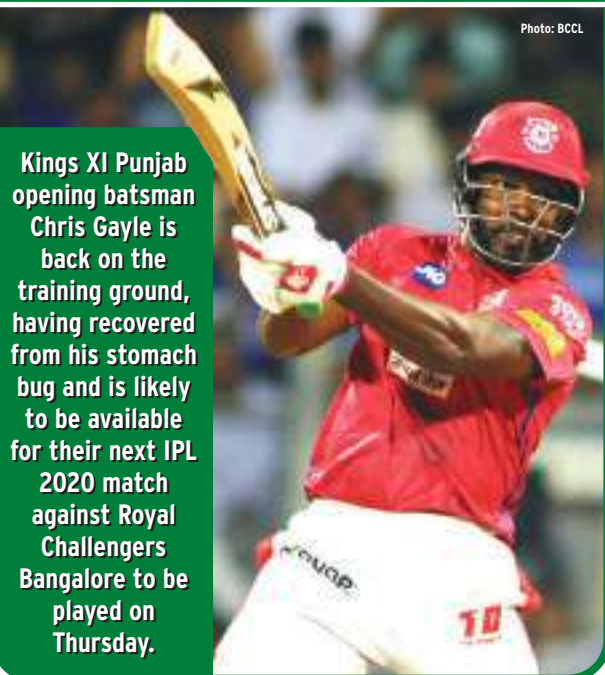 Photo: BCCL
Kings XI Punjab
opening batsman
Chris Gayle is
back on the
training ground,
having recovered
from his stomach
bug and is likely
to be available
for their next IPL
2020 match
against Royal
Challengers
Bangalore to be
played on
Thursday.
JIO